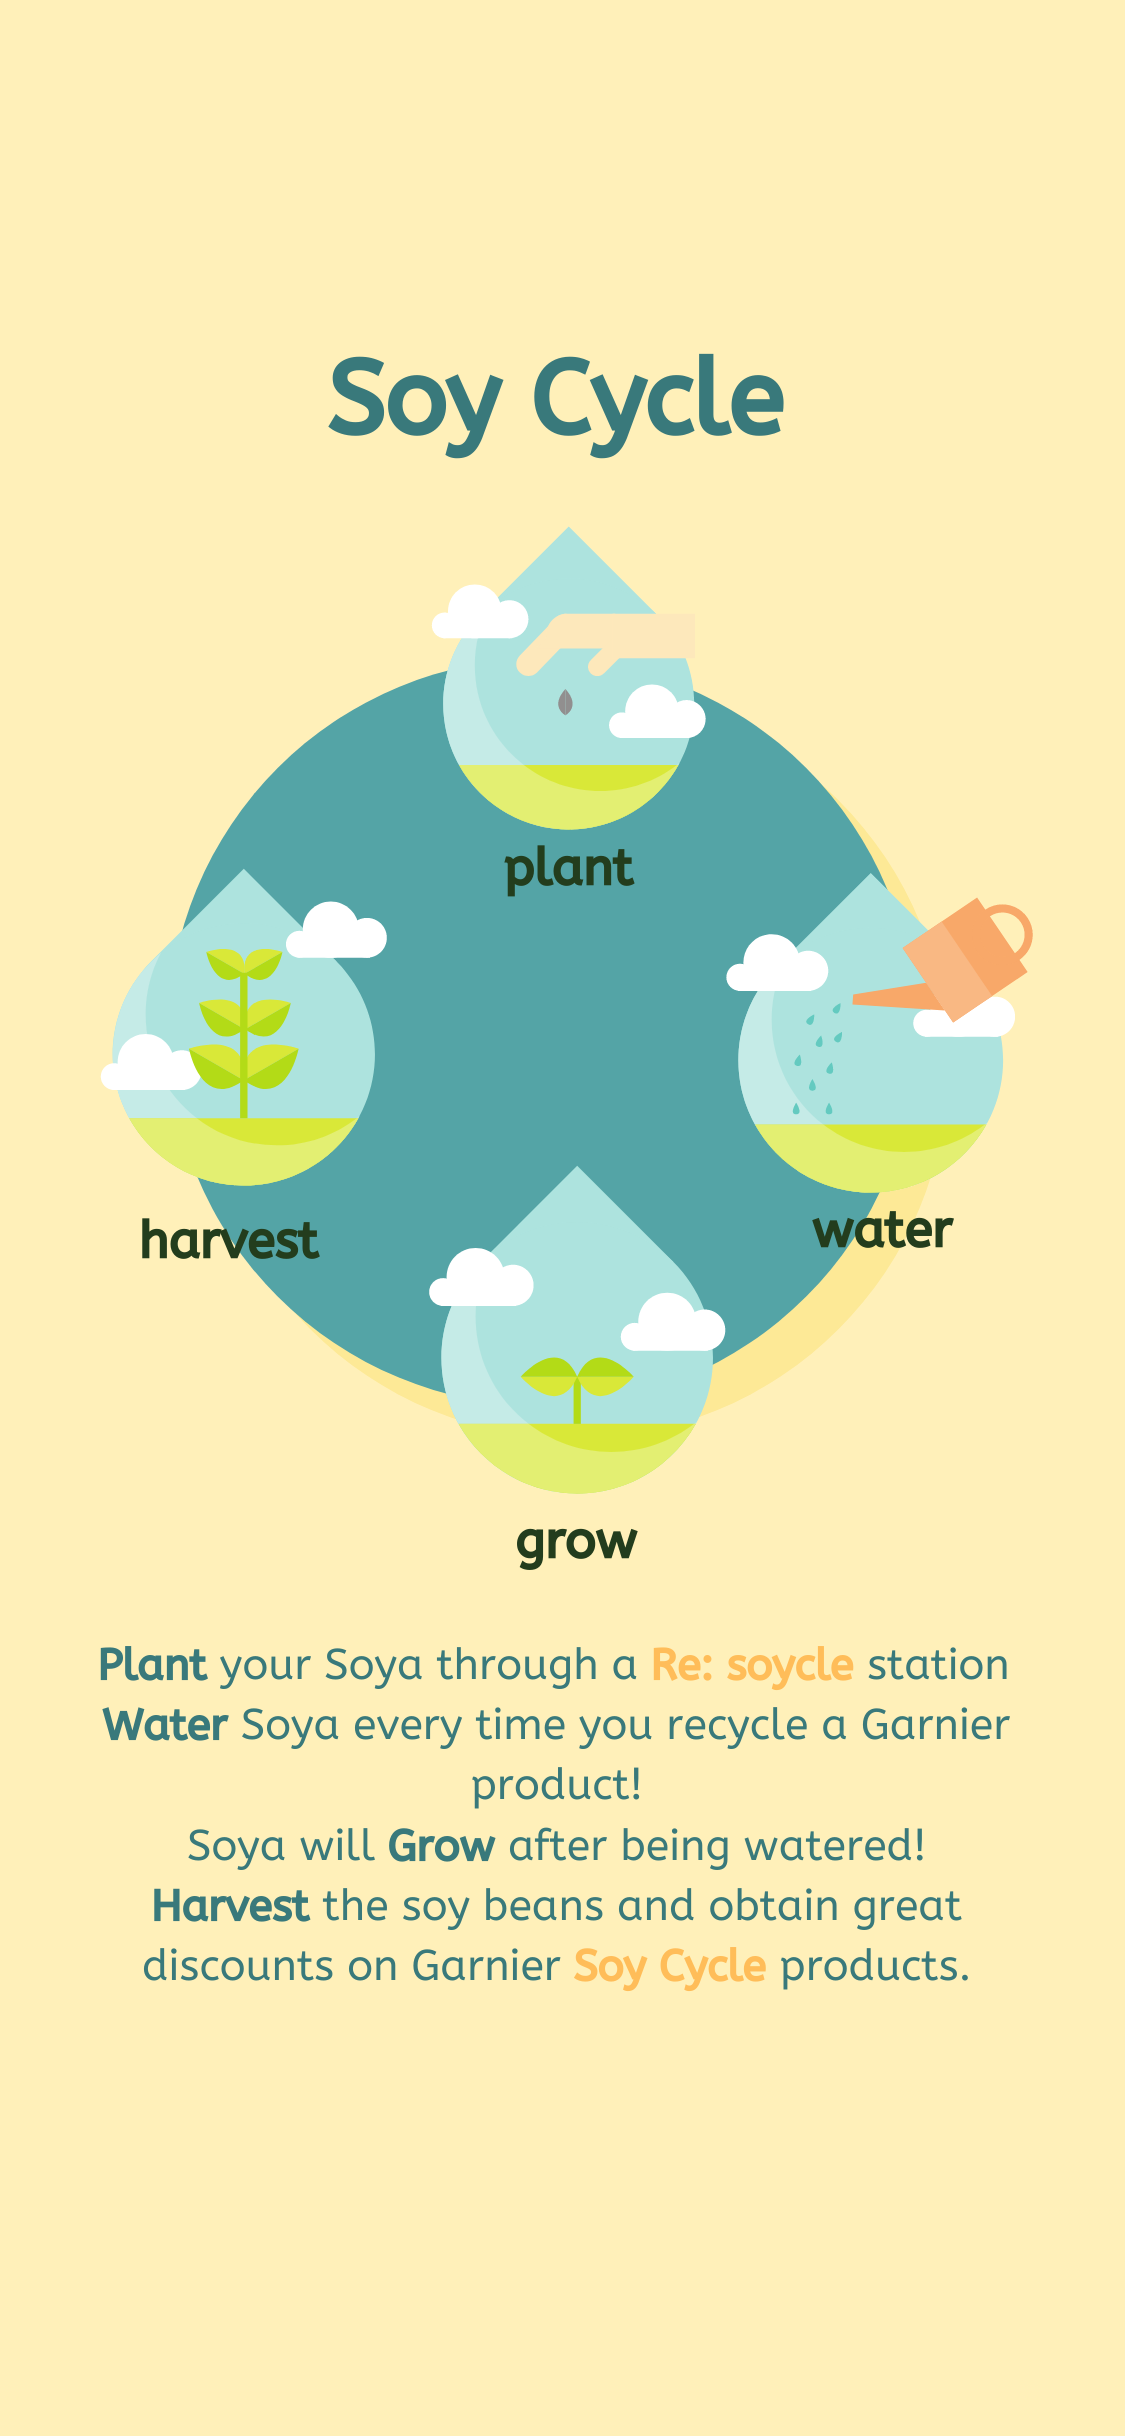 Soy Cycle
plant
harvest
water
grow
Plant your Soya through a Re: soycle station
Water Soya every time you recycle a Garnier
product!
Soya will Grow after being watered!
Harvest the soy beans and obtain great
discounts on Garnier Soy Cycle products.